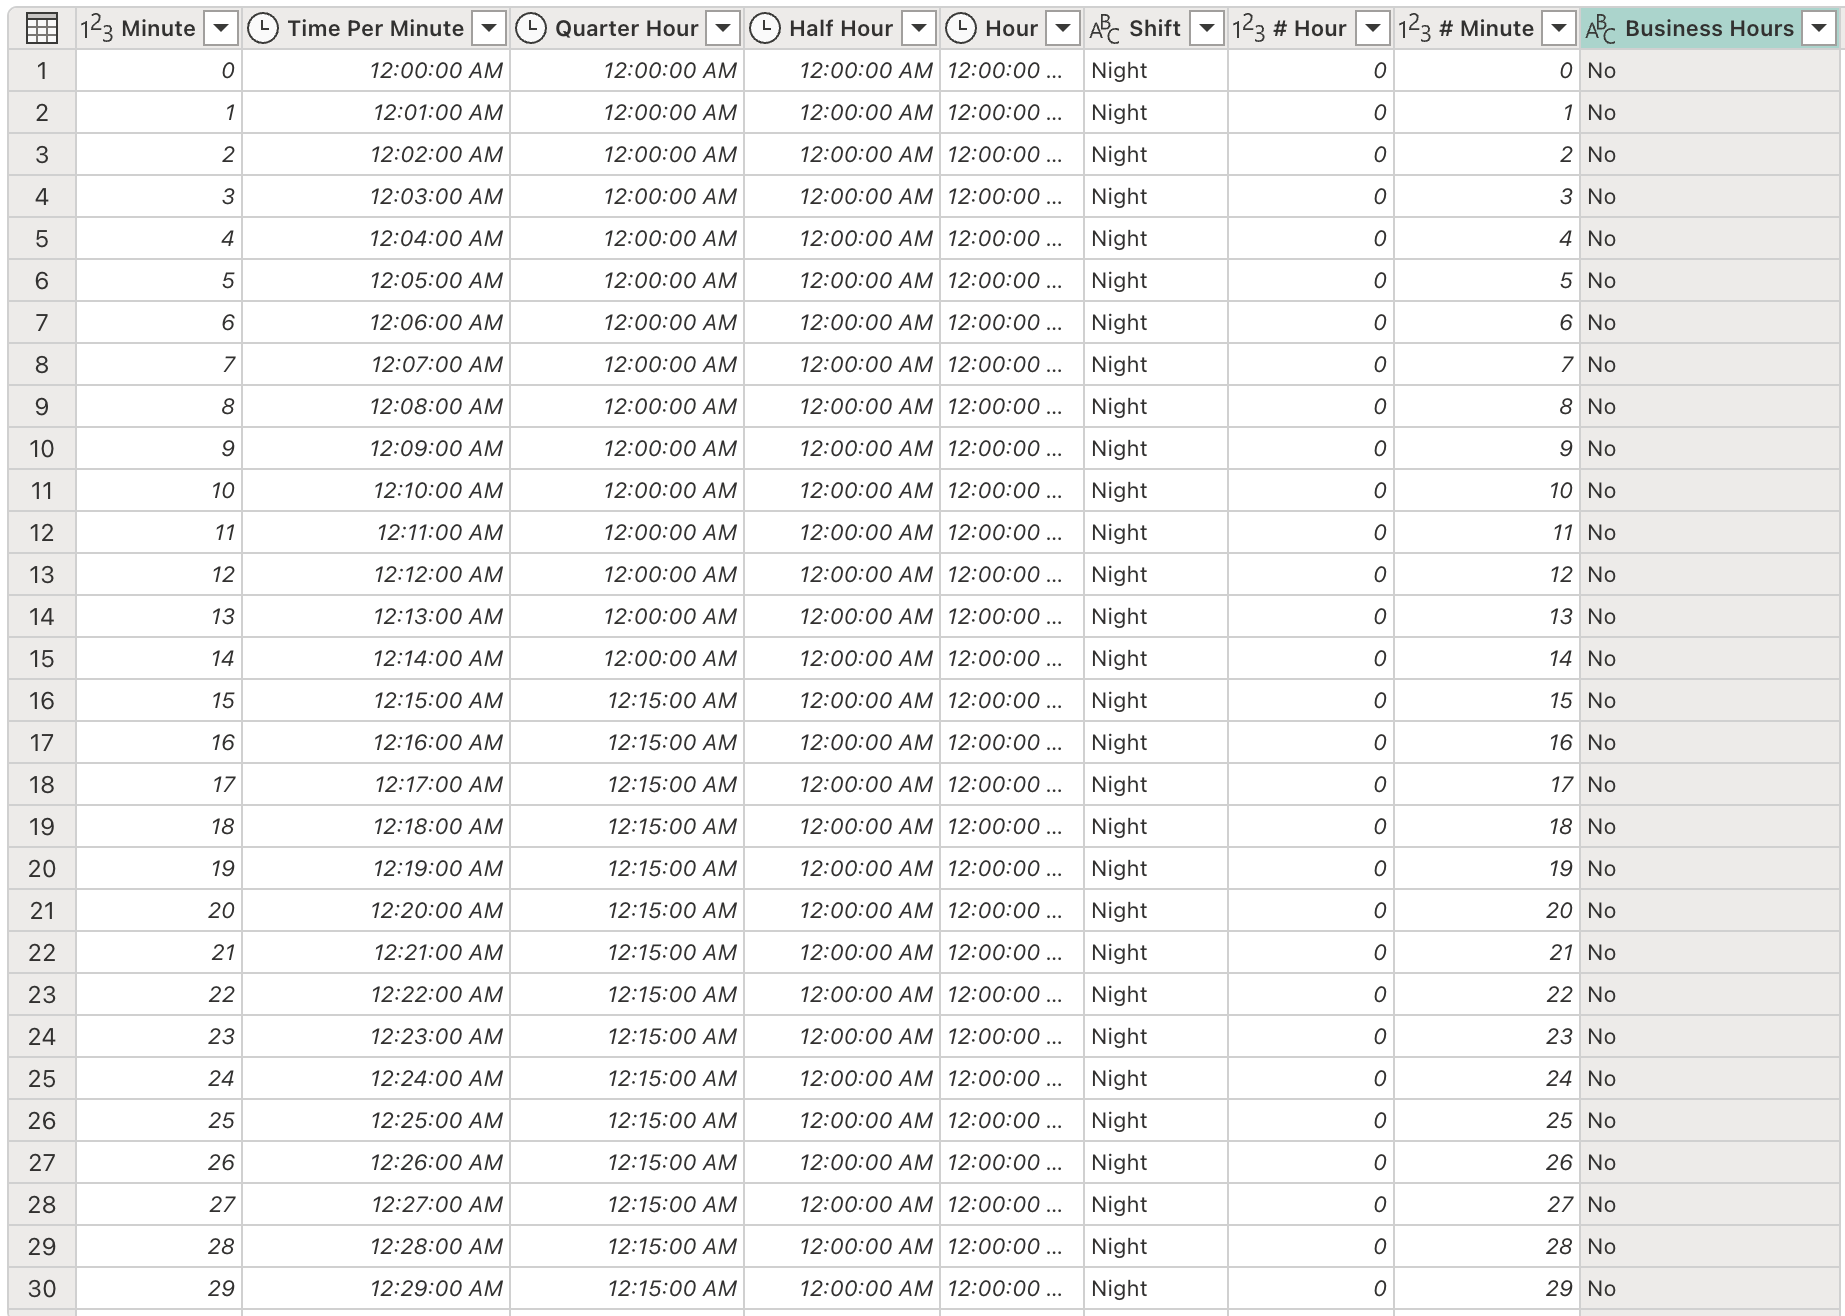 1²3 Minute Time Per Minute Quarter Hour Half Hour Hour ABC Shift 1²3 # Hour 1²3 # Minute ABC Business Hours
1 0 12:00:00 AM 12:00:00 AM 12:00:00 AM 12:00:00 ... Night 0 0 No
2 1 12:01:00 AM 12:00:00 AM 12:00:00 AM 12:00:00 ... Night 0 1 No
3 2 12:02:00 AM 12:00:00 AM 12:00:00 AM 12:00:00 ... Night 0 2 No
4 3 12:03:00 AM 12:00:00 AM 12:00:00 AM 12:00:00 ... Night 0 3 No
5 4 12:04:00 AM 12:00:00 AM 12:00:00 AM 12:00:00 ... Night 0 4 No
6 5 12:05:00 AM 12:00:00 AM 12:00:00 AM 12:00:00 ... Night 0 5 No
7 6 12:06:00 AM 12:00:00 AM 12:00:00 AM 12:00:00 ... Night 0 6 No
8 7 12:07:00 AM 12:00:00 AM 12:00:00 AM 12:00:00 ... Night 0 7 No
9 8 12:08:00 AM 12:00:00 AM 12:00:00 AM 12:00:00 ... Night 0 8 No
10 9 12:09:00 AM 12:00:00 AM 12:00:00 AM 12:00:00 ... Night 0 9 No
11 10 12:10:00 AM 12:00:00 AM 12:00:00 AM 12:00:00 ... Night 0 10 No
12 11 12:11:00 AM 12:00:00 AM 12:00:00 AM 12:00:00 ... Night 0 11 No
13 12 12:12:00 AM 12:00:00 AM 12:00:00 AM 12:00:00 ... Night 0 12 No
14 13 12:13:00 AM 12:00:00 AM 12:00:00 AM 12:00:00 ... Night 0 13 No
15 14 12:14:00 AM 12:00:00 AM 12:00:00 AM 12:00:00 ... Night 0 14 No
16 15 12:15:00 AM 12:15:00 AM 12:00:00 AM 12:00:00 ... Night 0 15 No
17 16 12:16:00 AM 12:15:00 AM 12:00:00 AM 12:00:00 ... Night 0 16 No
18 17 12:17:00 AM 12:15:00 AM 12:00:00 AM 12:00:00 ... Night 0 17 No
19 18 12:18:00 AM 12:15:00 AM 12:00:00 AM 12:00:00 ... Night 0 18 No
20 19 12:19:00 AM 12:15:00 AM 12:00:00 AM 12:00:00 ... Night 0 19 No
21 20 12:20:00 AM 12:15:00 AM 12:00:00 AM 12:00:00 ... Night 0 20 No
22 21 12:21:00 AM 12:15:00 AM 12:00:00 AM 12:00:00 ... Night 0 21 No
23 22 12:22:00 AM 12:15:00 AM 12:00:00 AM 12:00:00 ... Night 0 22 No
24 23 12:23:00 AM 12:15:00 AM 12:00:00 AM 12:00:00 ... Night 0 23 No
25 24 12:24:00 AM 12:15:00 AM 12:00:00 AM 12:00:00 ... Night 0 24 No
26 25 12:25:00 AM 12:15:00 AM 12:00:00 AM 12:00:00 ... Night 0 25 No
27 26 12:26:00 AM 12:15:00 AM 12:00:00 AM 12:00:00 ... Night 0 26 No
28 27 12:27:00 AM 12:15:00 AM 12:00:00 AM 12:00:00 ... Night 0 27 No
29 28 12:28:00 AM 12:15:00 AM 12:00:00 AM 12:00:00 ... Night 0 28 No
30 29 12:29:00 AM 12:15:00 AM 12:00:00 AM 12:00:00 ... Night 0 29 No